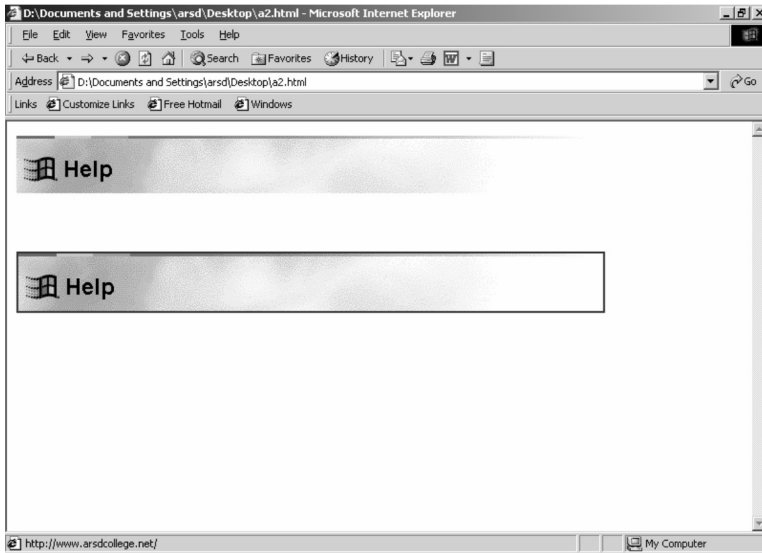 D:\Documents and Settings\arsd\Desktop\a2.html - Microsoft Internet Explorer
File Edit View Favorites Tools Help
Back Search Favorites History
Address D:\Documents and Settings\arsd\Desktop\a2.html Go
Links Customize Links Free Hotmail Windows
Help
Help
http://www.arsdcollege.net/ My Computer